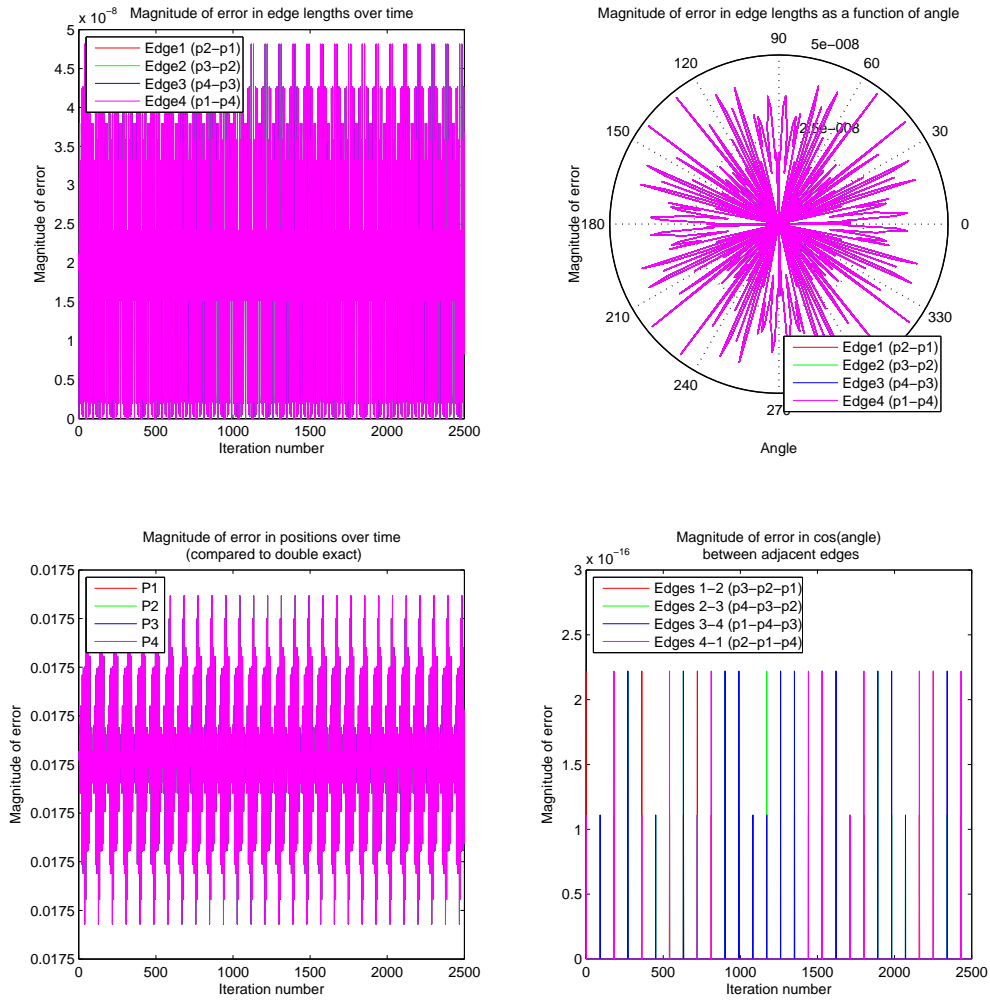 Magnitude of error in edge lengths over time
x 10⁻⁸
5
4.5
4
3.5
3
2.5
2
1.5
1
0.5
0
Magnitude of error
Edge1 (p2−p1)
Edge2 (p3−p2)
Edge3 (p4−p3)
Edge4 (p1−p4)
0 500 1000 1500 2000 2500
Iteration number
Magnitude of error in edge lengths as a function of angle
90
5e−008
120
60
2.5e−008
150
30
Magnitude of error
180
0
210
330
240
Edge1 (p2−p1)
Edge2 (p3−p2)
Edge3 (p4−p3)
Edge4 (p1−p4)
Angle
Magnitude of error in positions over time
(compared to double exact)
0.0175
0.0175
0.0175
0.0175
0.0175
0.0175
0.0175
0.0175
0.0175
Magnitude of error
P1
P2
P3
P4
0 500 1000 1500 2000 2500
Iteration number
Magnitude of error in cos(angle)
between adjacent edges
x 10⁻¹⁶
3
2.5
2
1.5
1
0.5
0
Magnitude of error
Edges 1−2 (p3−p2−p1)
Edges 2−3 (p4−p3−p2)
Edges 3−4 (p1−p4−p3)
Edges 4−1 (p2−p1−p4)
0 500 1000 1500 2000 2500
Iteration number